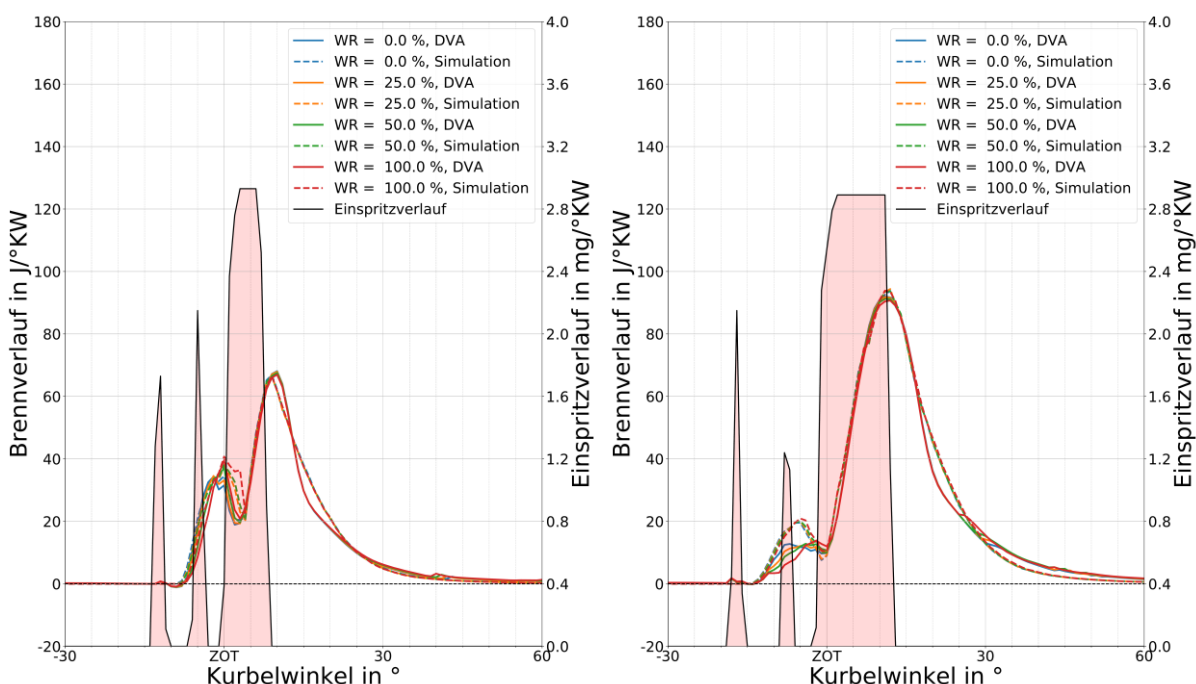 Brennverlauf in J/°KW
180
160
140
120
100
80
60
40
20
0
-20
WR = 0.0 %, DVA
WR = 0.0 %, Simulation
WR = 25.0 %, DVA
WR = 25.0 %, Simulation
WR = 50.0 %, DVA
WR = 50.0 %, Simulation
WR = 100.0 %, DVA
WR = 100.0 %, Simulation
Einspritzverlauf
4.0
3.6
3.2
2.8
2.4
2.0
1.6
1.2
0.8
0.4
0.0
Einspritzverlauf in mg/°KW
-30 ZOT 30 60
Kurbelwinkel in °
Brennverlauf in J/°KW
180
160
140
120
100
80
60
40
20
0
-20
WR = 0.0 %, DVA
WR = 0.0 %, Simulation
WR = 25.0 %, DVA
WR = 25.0 %, Simulation
WR = 50.0 %, DVA
WR = 50.0 %, Simulation
WR = 100.0 %, DVA
WR = 100.0 %, Simulation
Einspritzverlauf
4.0
3.6
3.2
2.8
2.4
2.0
1.6
1.2
0.8
0.4
0.0
Einspritzverlauf in mg/°KW
-30 ZOT 30 60
Kurbelwinkel in °